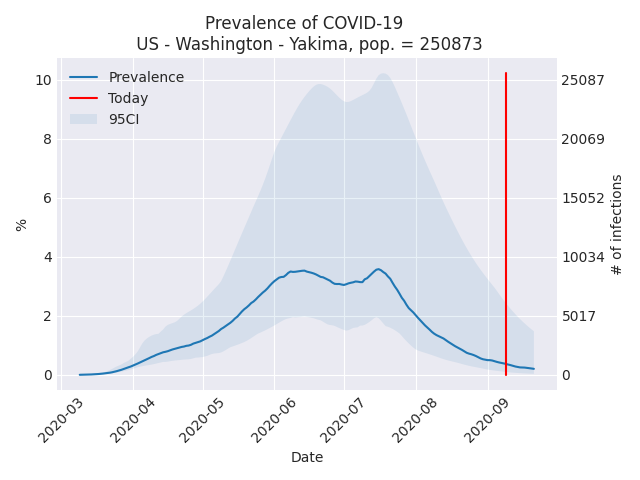 Prevalence of COVID-19
US - Washington - Yakima, pop. = 250873
Prevalence
Today
95CI
10
8
6
4
2
0
%
25087
20069
15052
10034
5017
0
# of infections
2020-03
2020-04
2020-05
2020-06
2020-07
2020-08
2020-09
Date